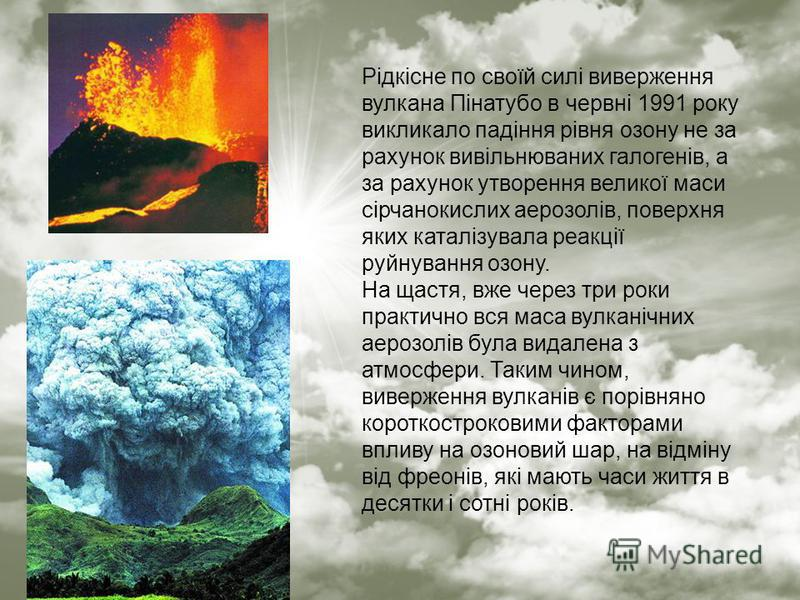 Рідкісне по своїй силі виверження
вулкана Пінатубо в червні 1991 року
викликало падіння рівня озону не за
рахунок вивільнюваних галогенів, а
за рахунок утворення великої маси
сірчанокислих аерозолів, поверхня
яких каталізувала реакції
руйнування озону.
На щастя, вже через три роки
практично вся маса вулканічних
аерозолів була видалена з
атмосфери. Таким чином,
виверження вулканів є порівняно
короткостроковими факторами
впливу на озоновий шар, на відміну
від фреонів, які мають часи життя в
десятки і сотні років.
MyShared